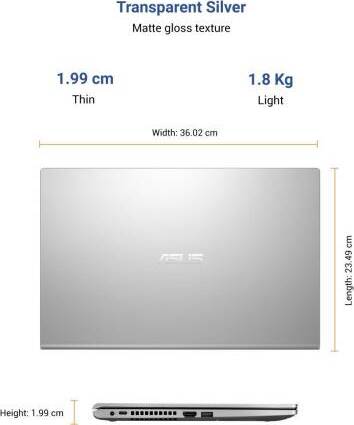 Transparent Silver
Matte gloss texture
1.99 cm
Thin
1.8 Kg
Light
Width: 36.02 cm
ASUS
Length: 23.49 cm
Height: 1.99 cm